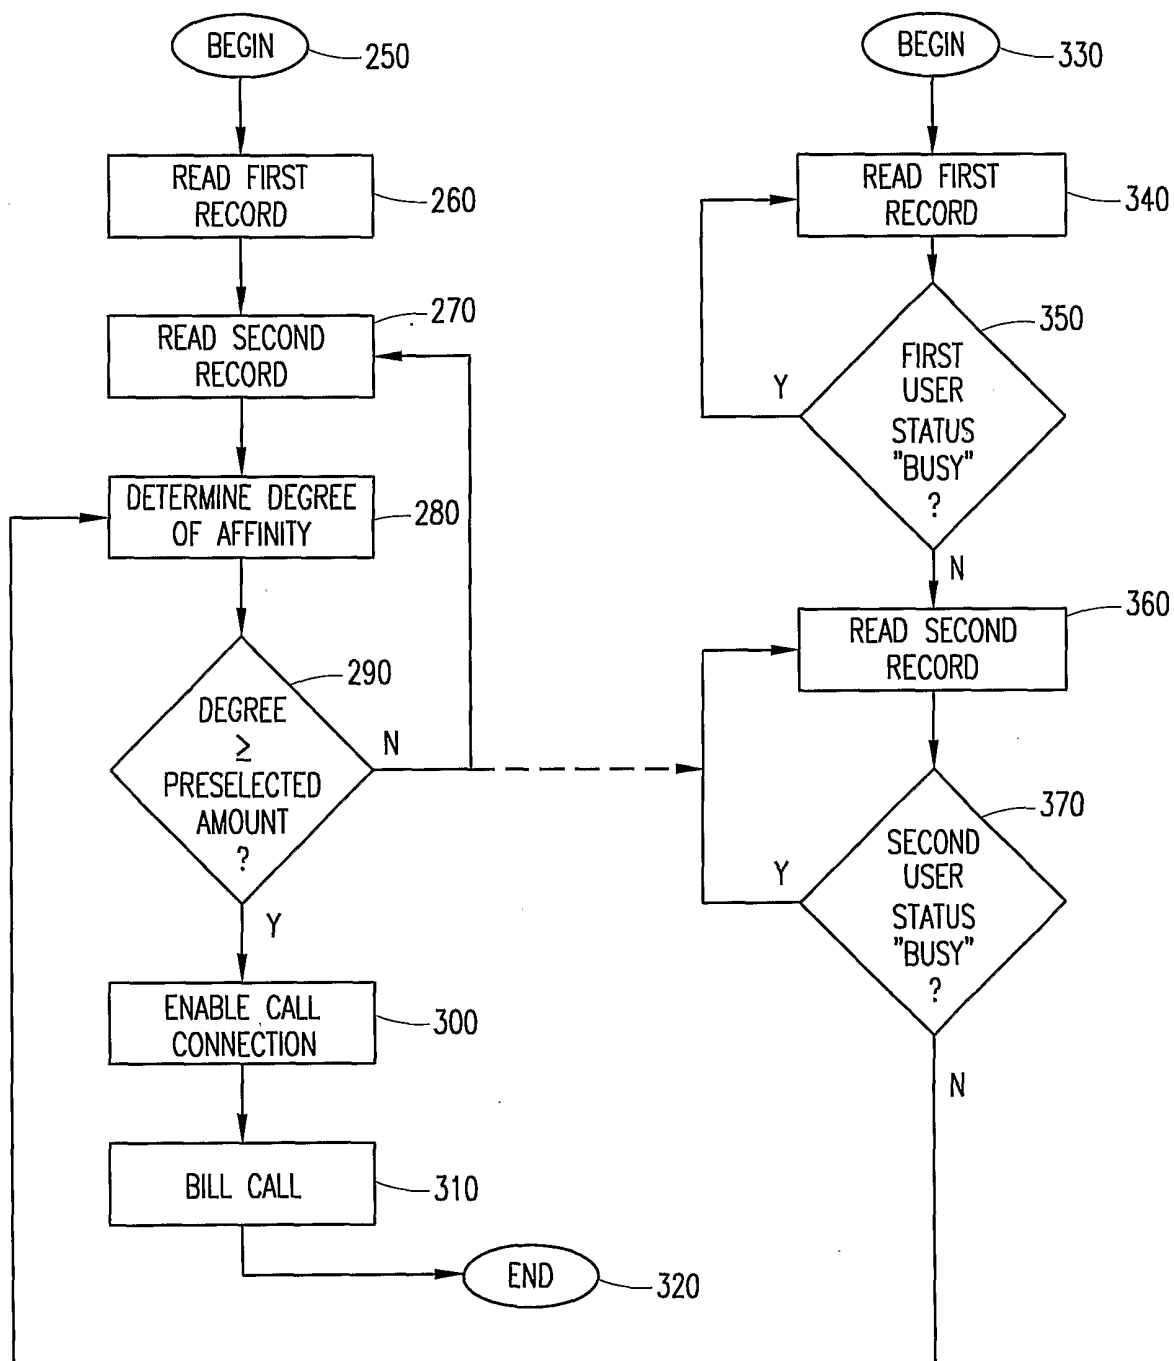 BEGIN
250
READ FIRST
RECORD
260
READ SECOND
RECORD
270
DETERMINE DEGREE
OF AFFINITY
280
DEGREE
≥
PRESELECTED
AMOUNT
?
290
N
Y
ENABLE CALL
CONNECTION
300
BILL CALL
310
END
320
BEGIN
330
READ FIRST
RECORD
340
FIRST
USER
STATUS
"BUSY"
?
350
Y
N
READ SECOND
RECORD
360
SECOND
USER
STATUS
"BUSY"
?
370
Y
N